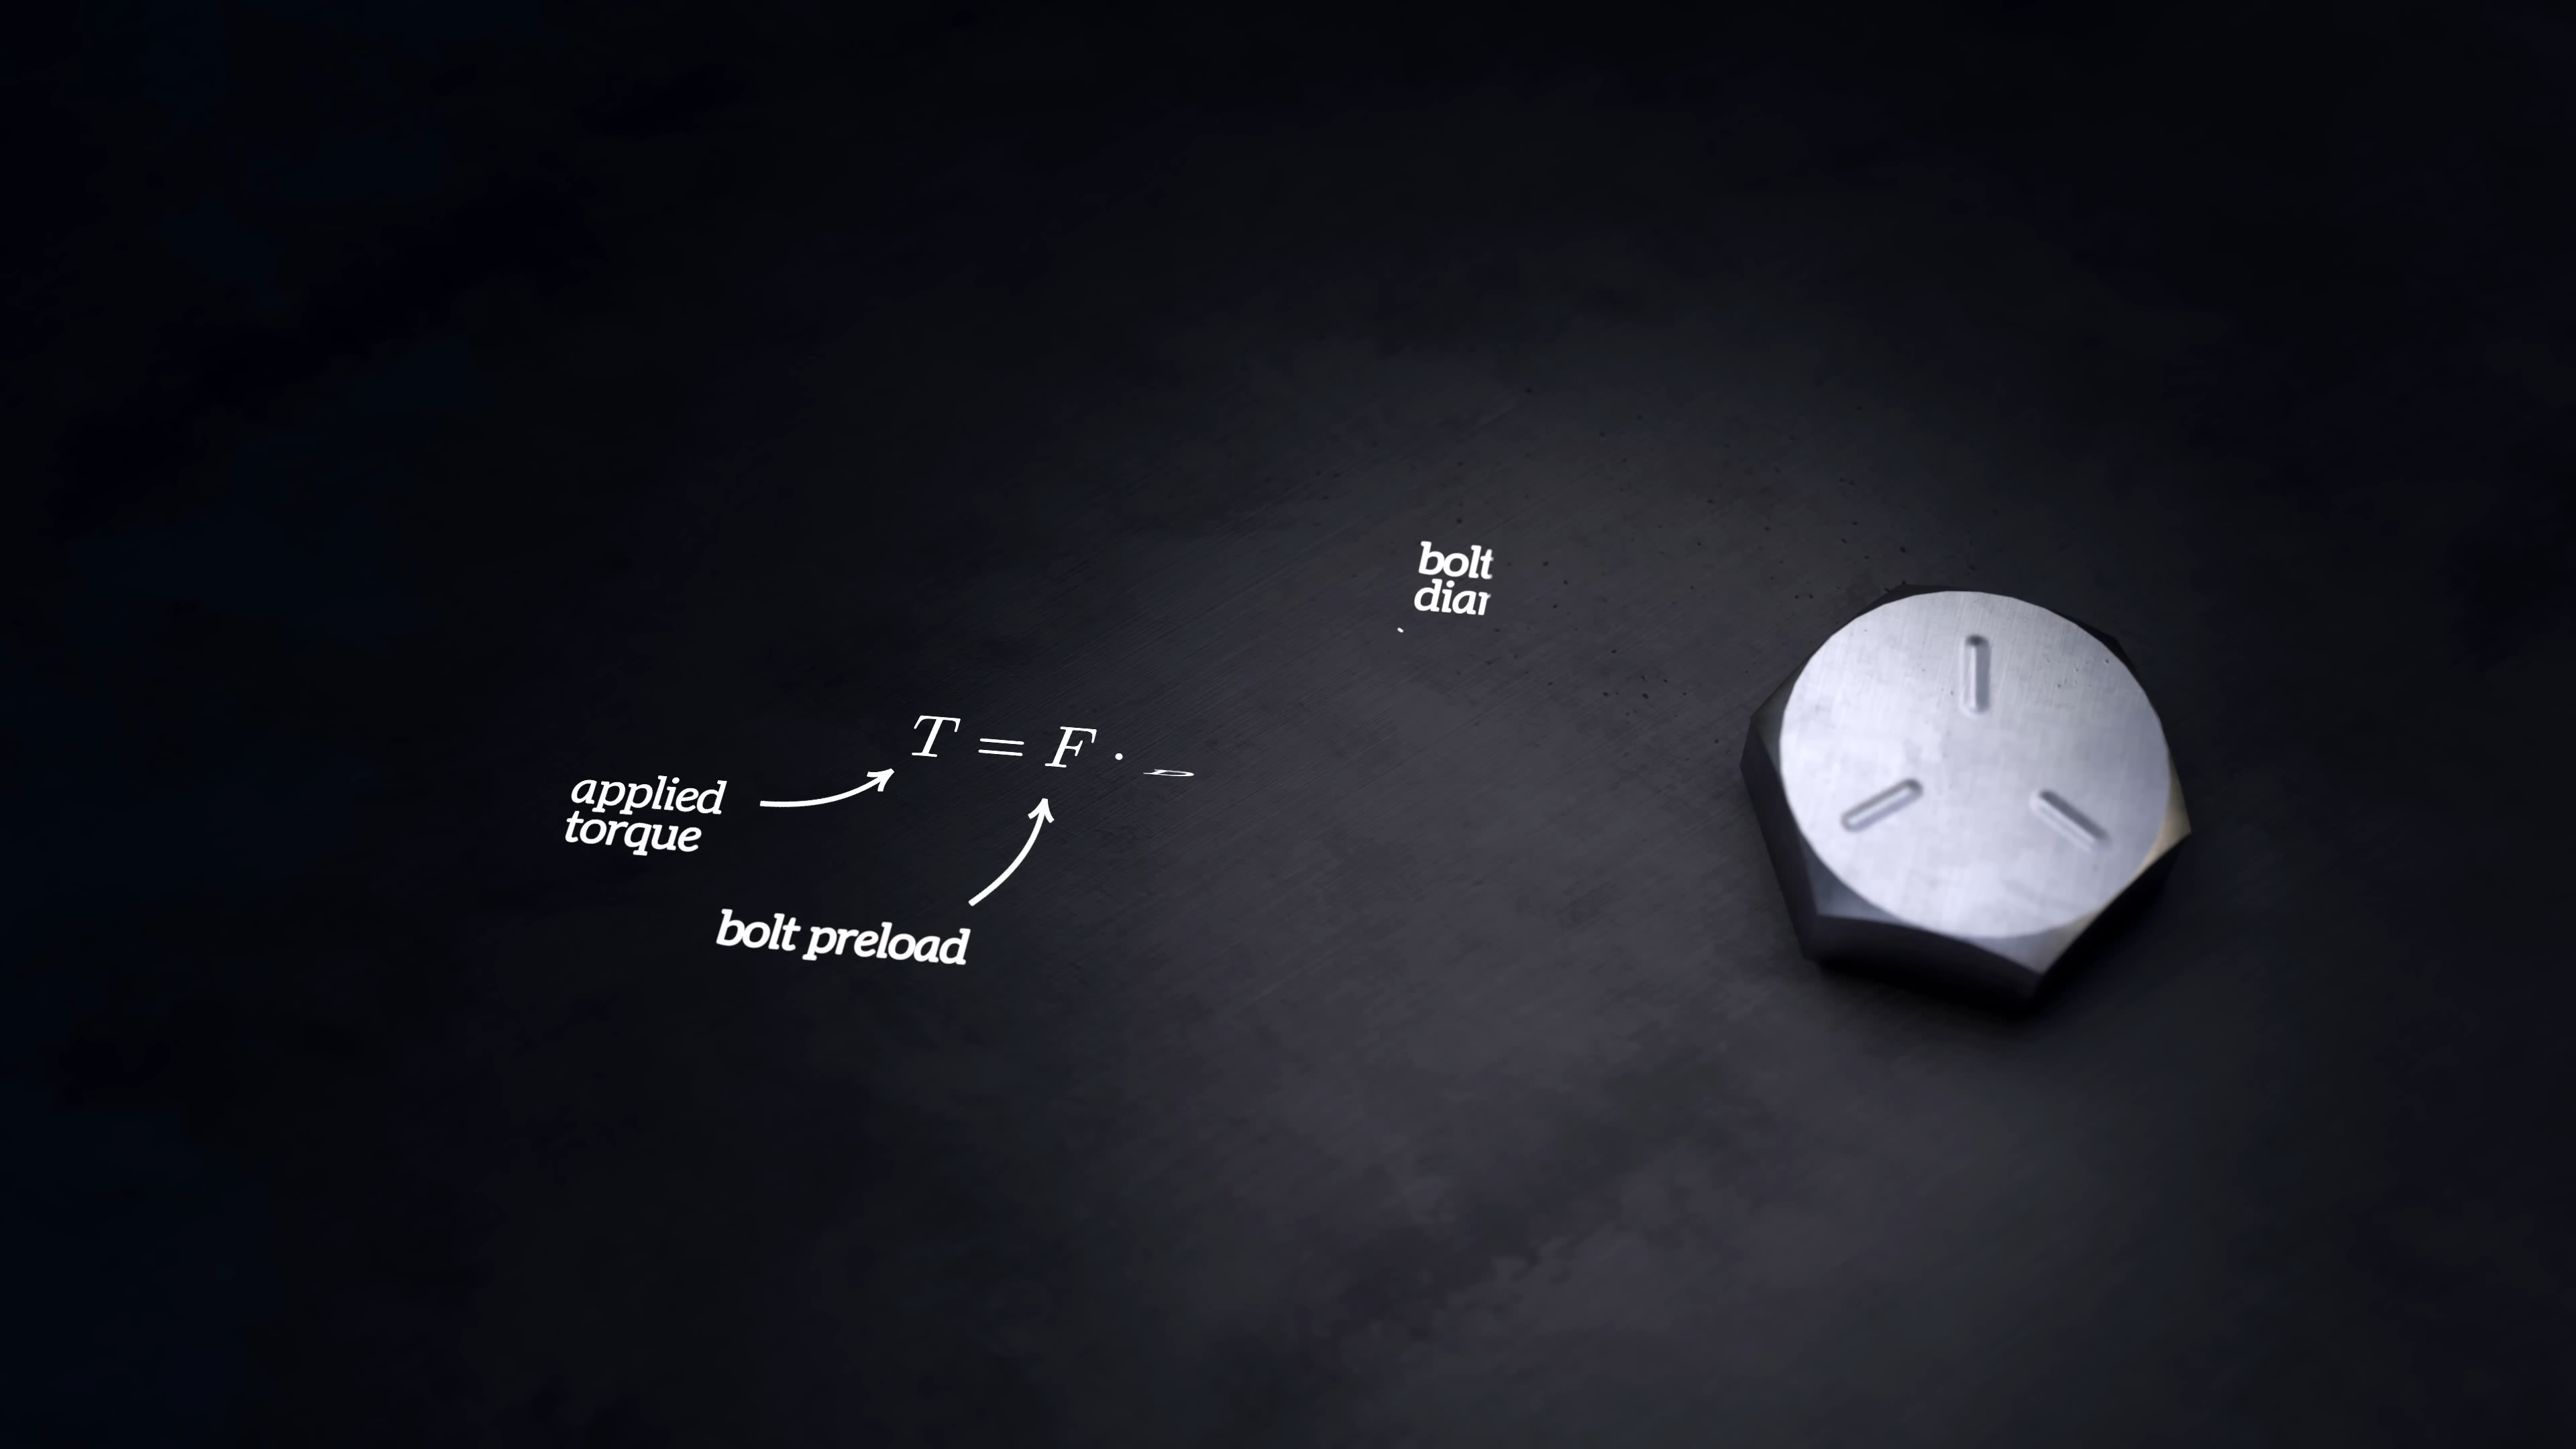 bolt
T = F ·
applied
torque
bolt preload